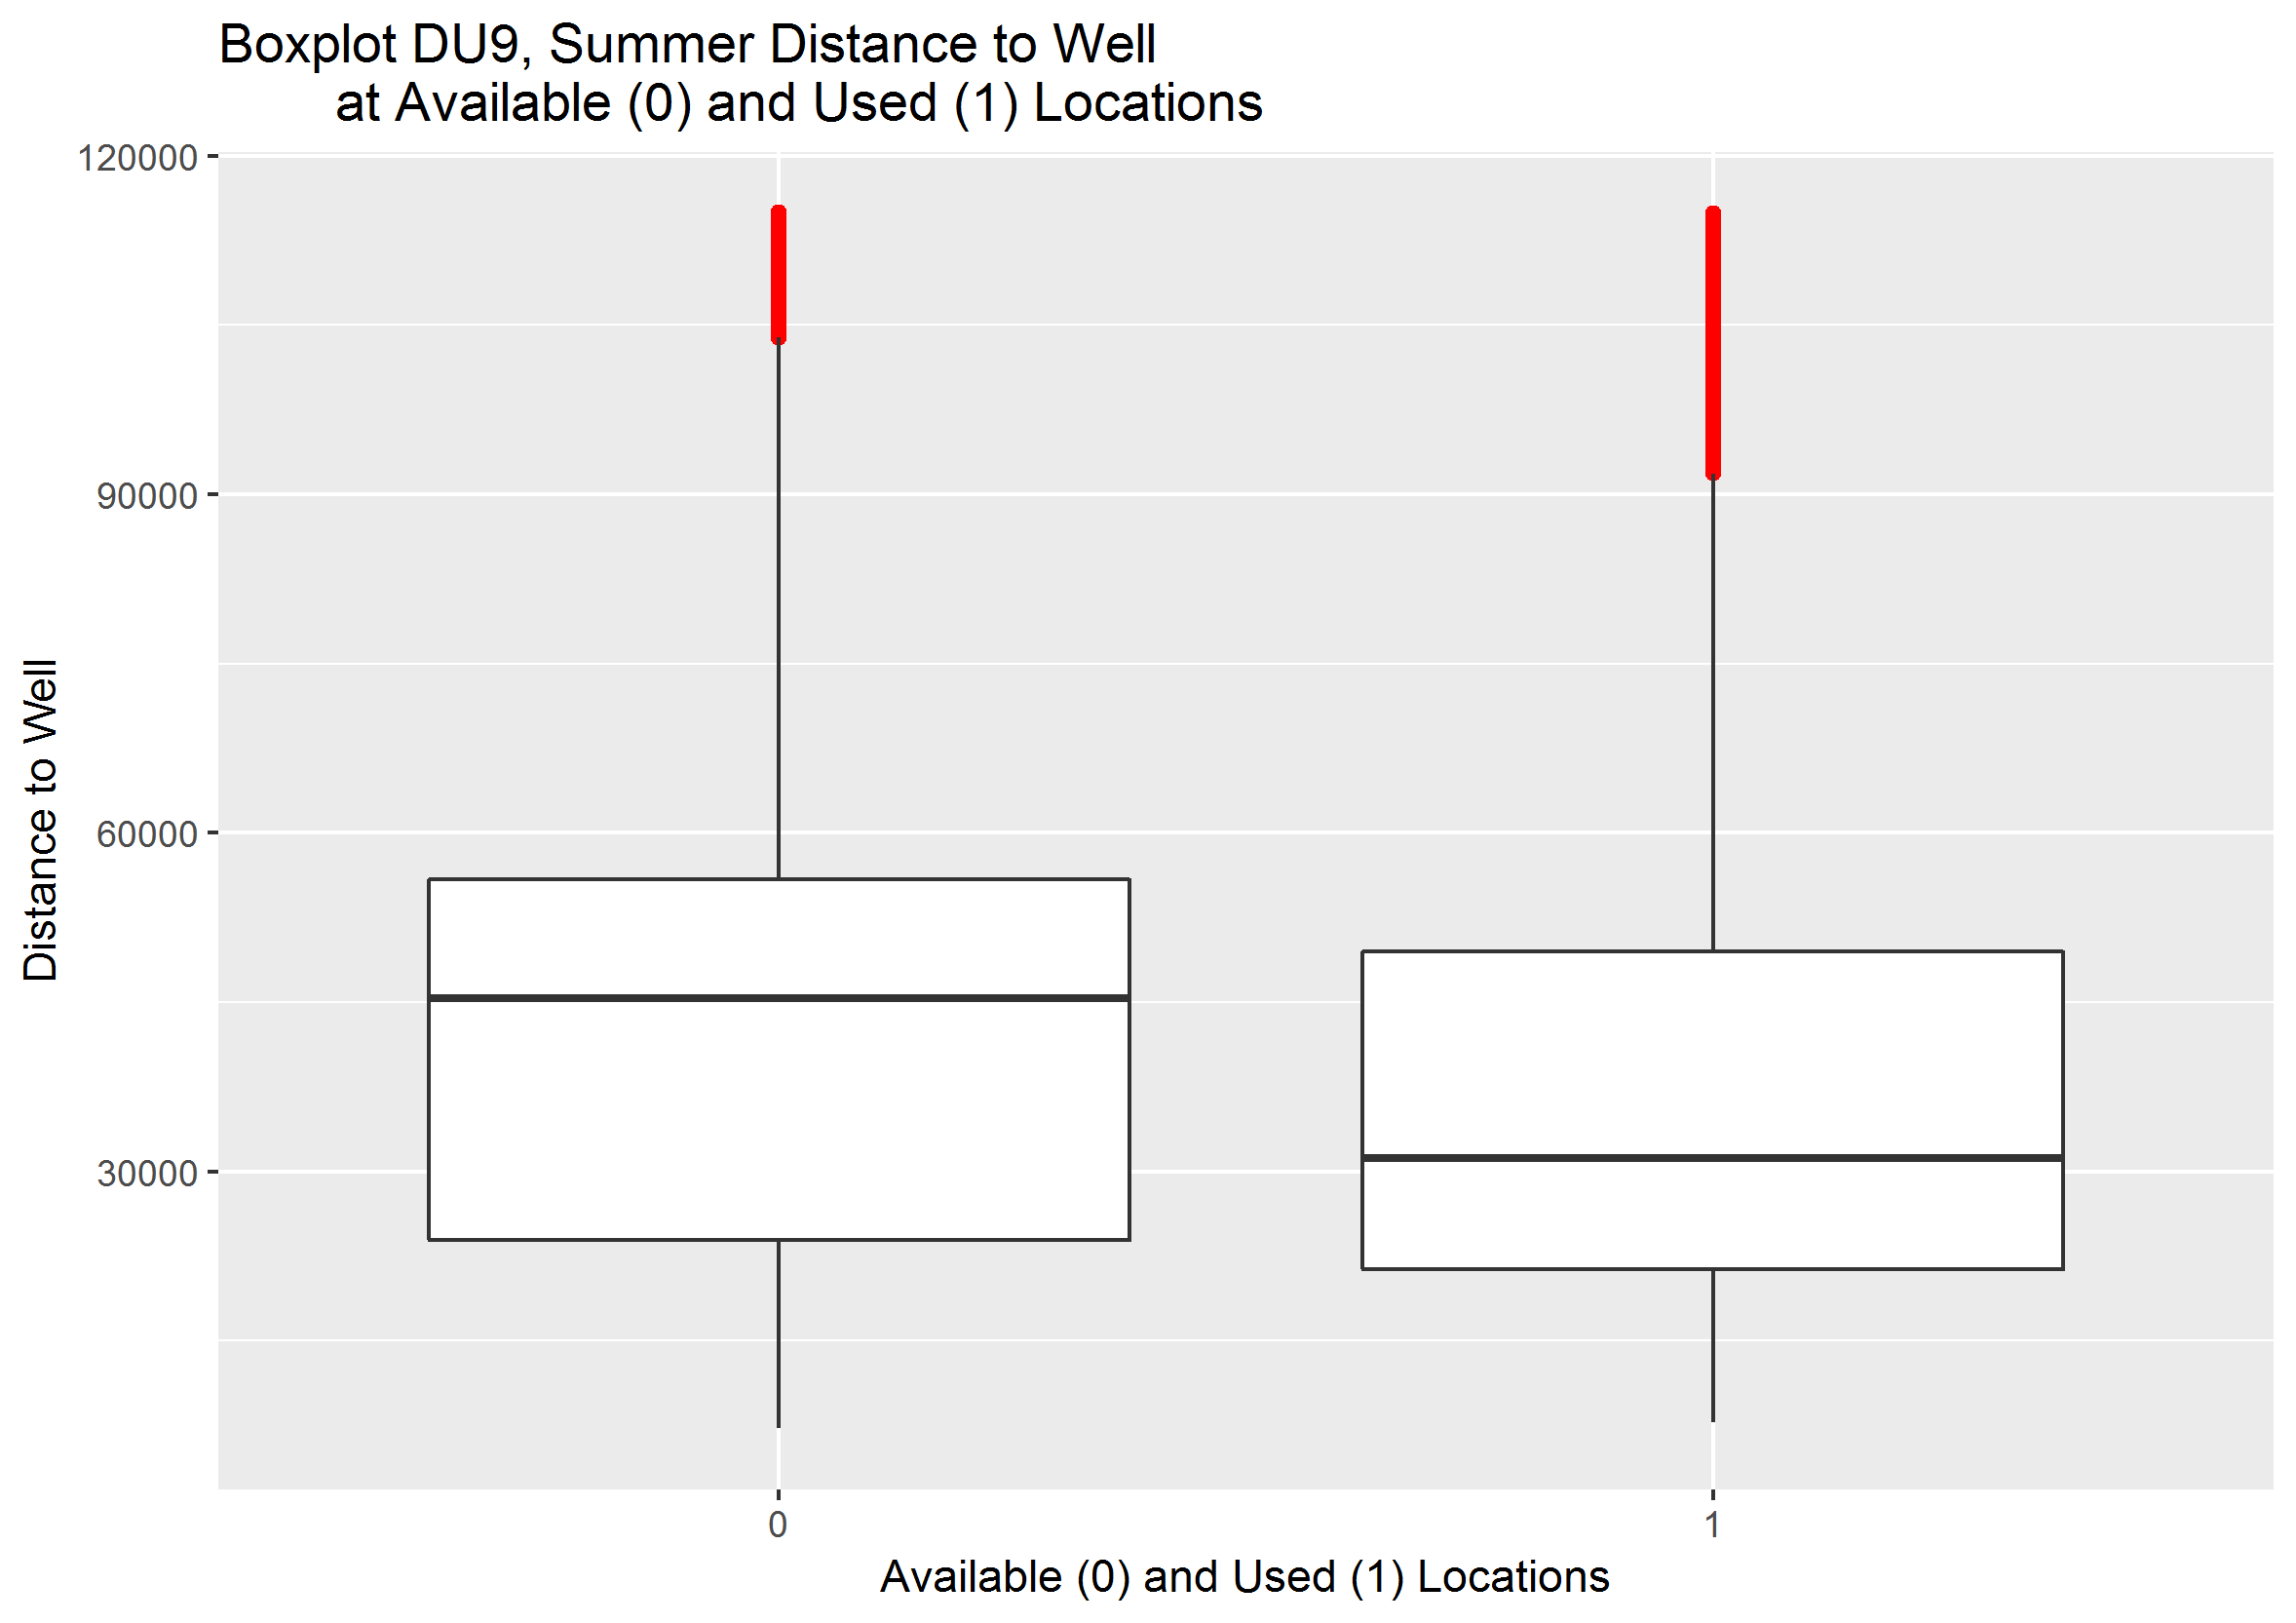 Boxplot DU9, Summer Distance to Well
at Available (0) and Used (1) Locations
120000
90000
60000
30000
Distance to Well
0
1
Available (0) and Used (1) Locations